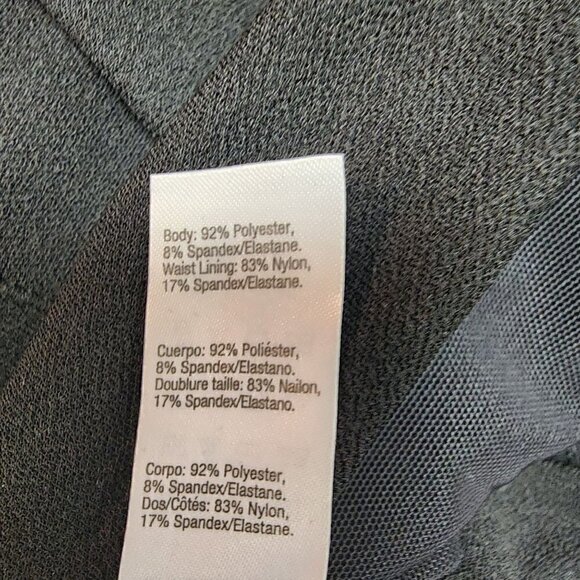 Body: 92% Polyester,
8% Spandex/Elastane.
Waist Lining: 83% Nylon,
17% Spandex/Elastane.
Cuerpo: 92% Poliéster,
8% Spandex/Elastano.
Doublure taille: 83% Nailon,
17% Spandex/Elastano.
Corpo: 92% Polyester,
8% Spandex/Elastane.
Dos/Côtés: 83% Nylon,
17% Spandex/Elastane.